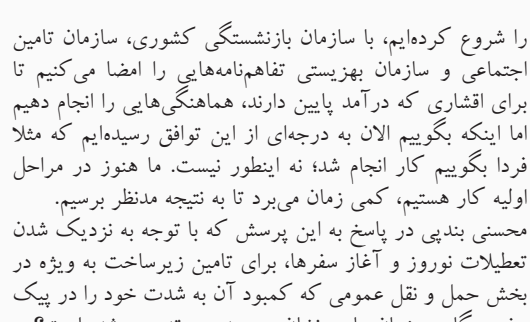 را شروع کرده‌ایم، با سازمان بازنشستگی کشوری، سازمان تامین
اجتماعی و سازمان بهزیستی تفاهم‌نامه‌هایی را امضا می‌کنیم تا
برای اقشاری که درآمد پایین دارند، هماهنگی‌هایی را انجام دهیم
اما اینکه بگوییم الان به درجه‌ای از این توافق رسیده‌ایم که مثلا
فردا بگوییم کار انجام شد؛ نه اینطور نیست. ما هنوز در مراحل
اولیه کار هستیم، کمی زمان می‌برد تا به نتیجه مدنظر برسیم.
محسنی بندپی در پاسخ به این پرسش که با توجه به نزدیک شدن
تعطیلات نوروز و آغاز سفرها، برای تامین زیرساخت به ویژه در
بخش حمل و نقل عمومی که کمبود آن به شدت خود را در پیک